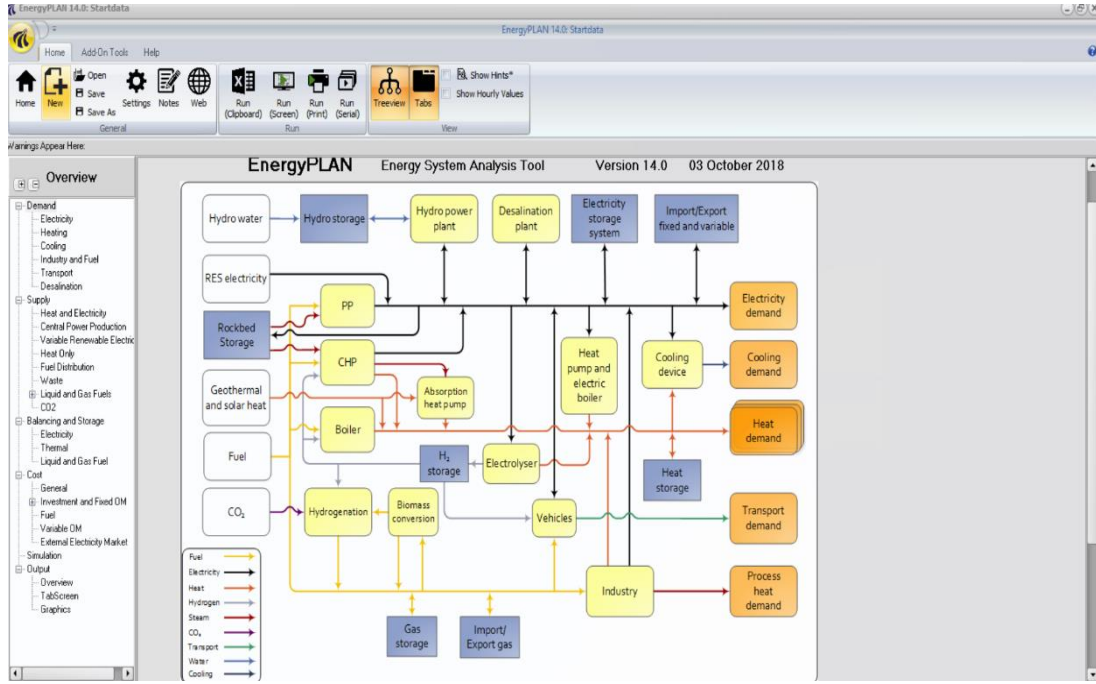 EnergyPLAN 14.0: Startdata
EnergyPLAN 14.0: Startdata
Home Add-On Tools Help
Home
New
Open
Save
Save As
Settings
Notes
Web
General
Run
(Clipboard)
Run
(Screen)
Run
(Print)
Run
(Serial)
Run
Treeview
Tabs
Show Hints*
Show Hourly Values
View
Warnings Appear Here:
Overview
Demand
Electricity
Heating
Cooling
Industry and Fuel
Transport
Desalination
Supply
Heat and Electricity
Central Power Production
Variable Renewable Electric
Heat Only
Fuel Distribution
Waste
Liquid and Gas Fuels
CO2
Balancing and Storage
Electricity
Thermal
Liquid and Gas Fuel
Cost
General
Investment and Fixed OM
Fuel
Variable OM
External Electricity Market
Simulation
Output
Overview
TabScreen
Graphics
EnergyPLAN Energy System Analysis Tool Version 14.0 03 October 2018
Hydro water
Hydro storage
Hydro power
plant
Desalination
plant
Electricity
storage
system
Import/Export
fixed and variable
RES electricity
PP
Electricity
demand
Rockbed
Storage
CHP
Heat
pump and
electric
boiler
Cooling
device
Cooling
demand
Geothermal
and solar heat
Absorption
heat pump
Boiler
Heat
demand
Fuel
H₂
storage
Electrolyser
Heat
storage
CO₂
Hydrogenation
Biomass
conversion
Vehicles
Transport
demand
Industry
Process
heat
demand
Gas
storage
Import/
Export gas
Fuel
Electricity
Heat
Hydrogen
Steam
CO₂
Transport
Water
Cooling